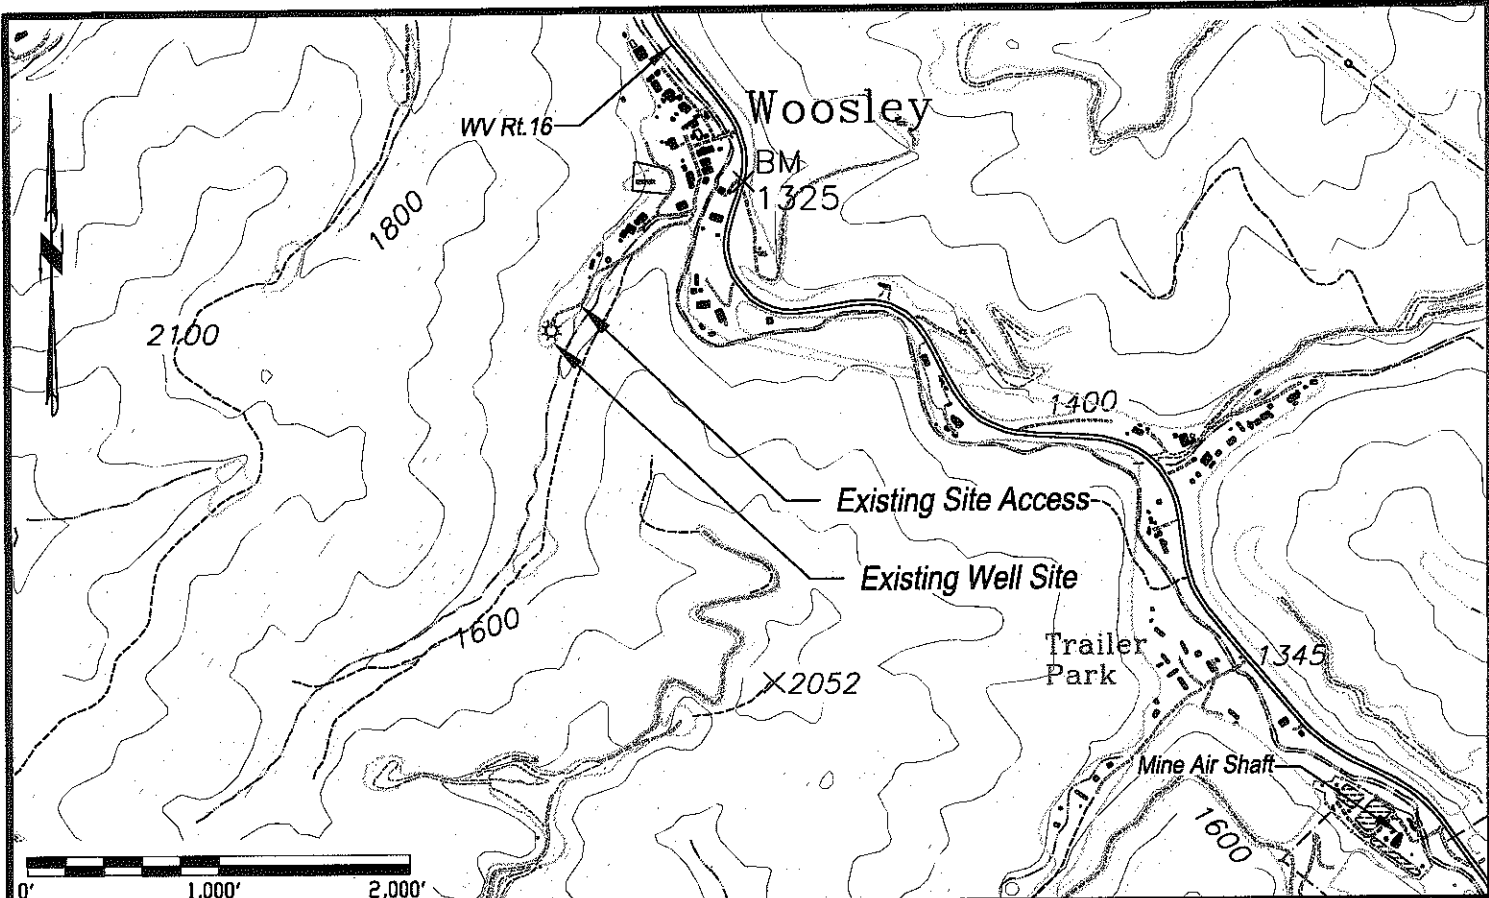 WV Rt.16
Woosley
BM
1325
1800
2100
1400
Existing Site Access
Existing Well Site
1600
Trailer
Park
1345
×2052
Mine Air Shaft
1600
0'
1,000'
2,000'